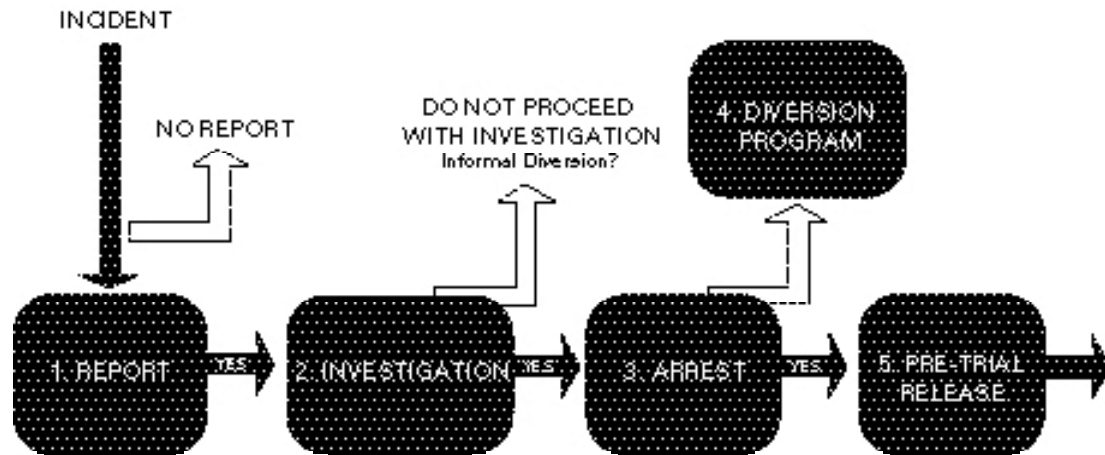 INCIDENT
NO REPORT
DO NOT PROCEED
WITH INVESTIGATION
Informal Diversion?
4. DIVERSION
PROGRAM
1. REPORT
YES
2. INVESTIGATION
YES
3. ARREST
YES
5. PRE-TRIAL
RELEASE